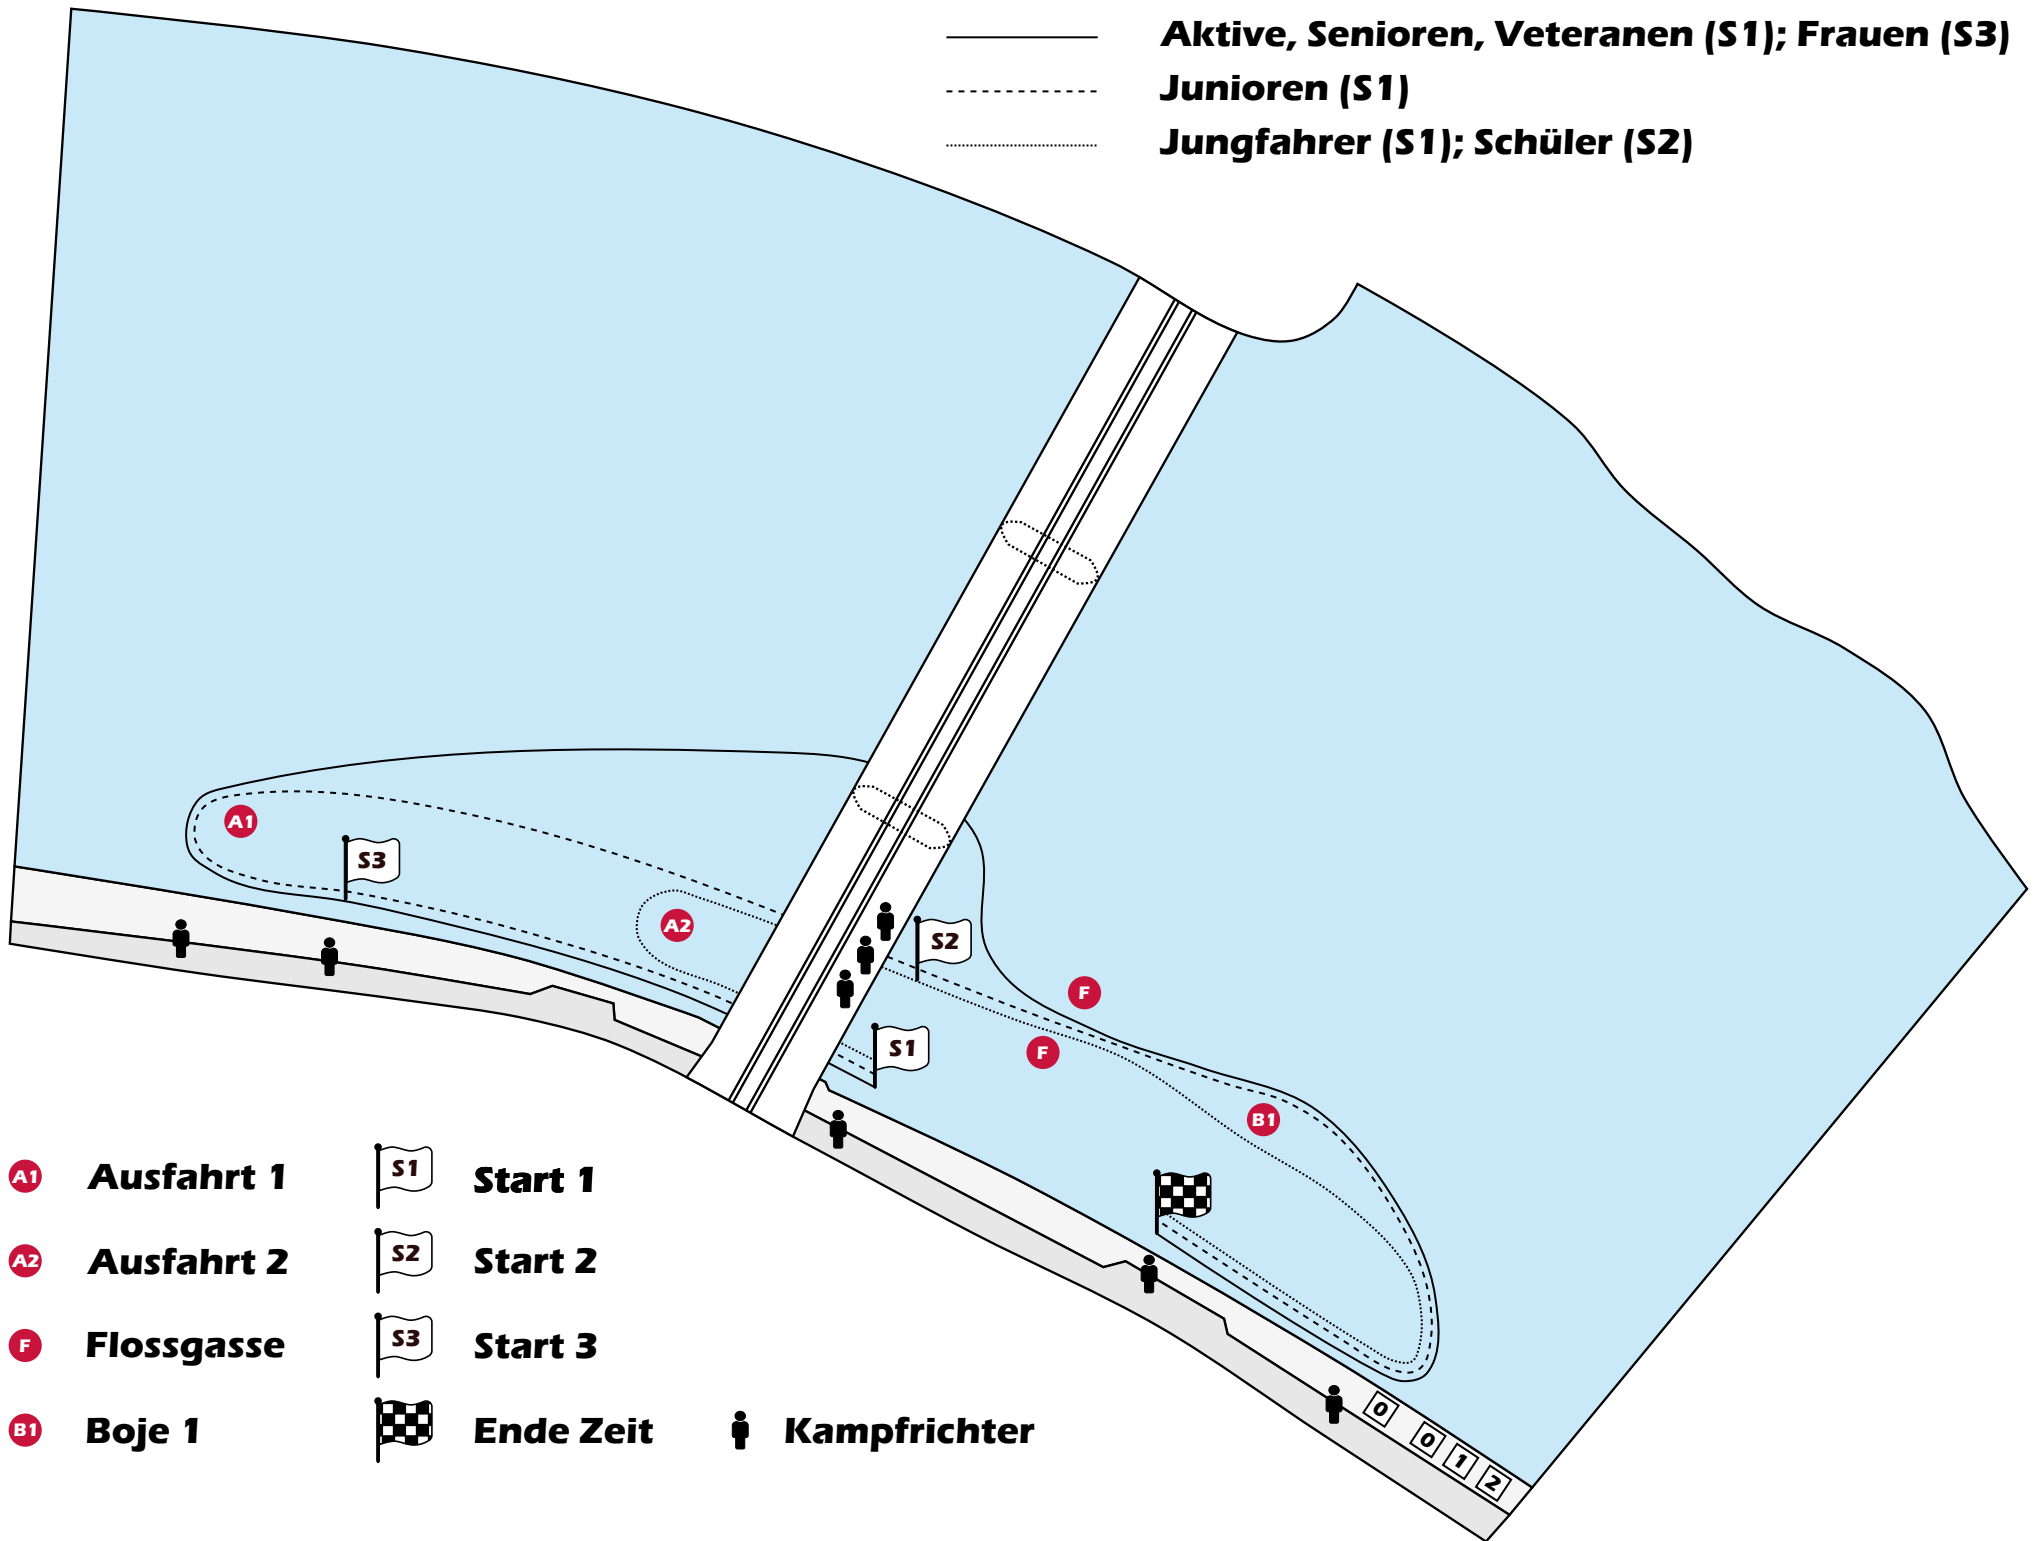 Aktive, Senioren, Veteranen (S1); Frauen (S3)
Junioren (S1)
Jungfahrer (S1); Schüler (S2)
A1
S3
A2
S2
F
S1
F
B1
A1 Ausfahrt 1 S1 Start 1
A2 Ausfahrt 2 S2 Start 2
F Flossgasse S3 Start 3
B1 Boje 1 Ende Zeit Kampfrichter
0
0 1 2